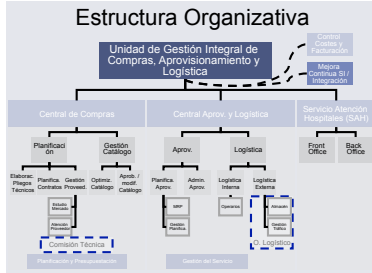 Estructura Organizativa
Unidad de Gestión Integral de
Compras, Aprovisionamiento y
Logística
Control
Costes y
Facturación
Mejora
Continua SI /
Integración
Central de Compras
Central Aprov. y Logística
Servicio Atención
Hospitales (SAH)
Planificaci
ón
Gestión
Catálogo
Aprov.
Logística
Front
Office
Back
Office
Elaborac.
Pliegos
Técnicos
Planifica.
Contratos
Gestión
Proveed.
Optimiz.
Catálogo
Aprob. /
modif.
Catálogo
Planifica.
Aprov.
Admin.
Aprov.
Logística
Interna
Logística
Externa
Estudio
Mercado
Atención
Proveedor
MRP
Gestión
Planifica
Operativa
Almacén
Gestión
Tráfico
Comisión Técnica
O. Logístico
Planificación y Presupuestación
Gestión del Servicio